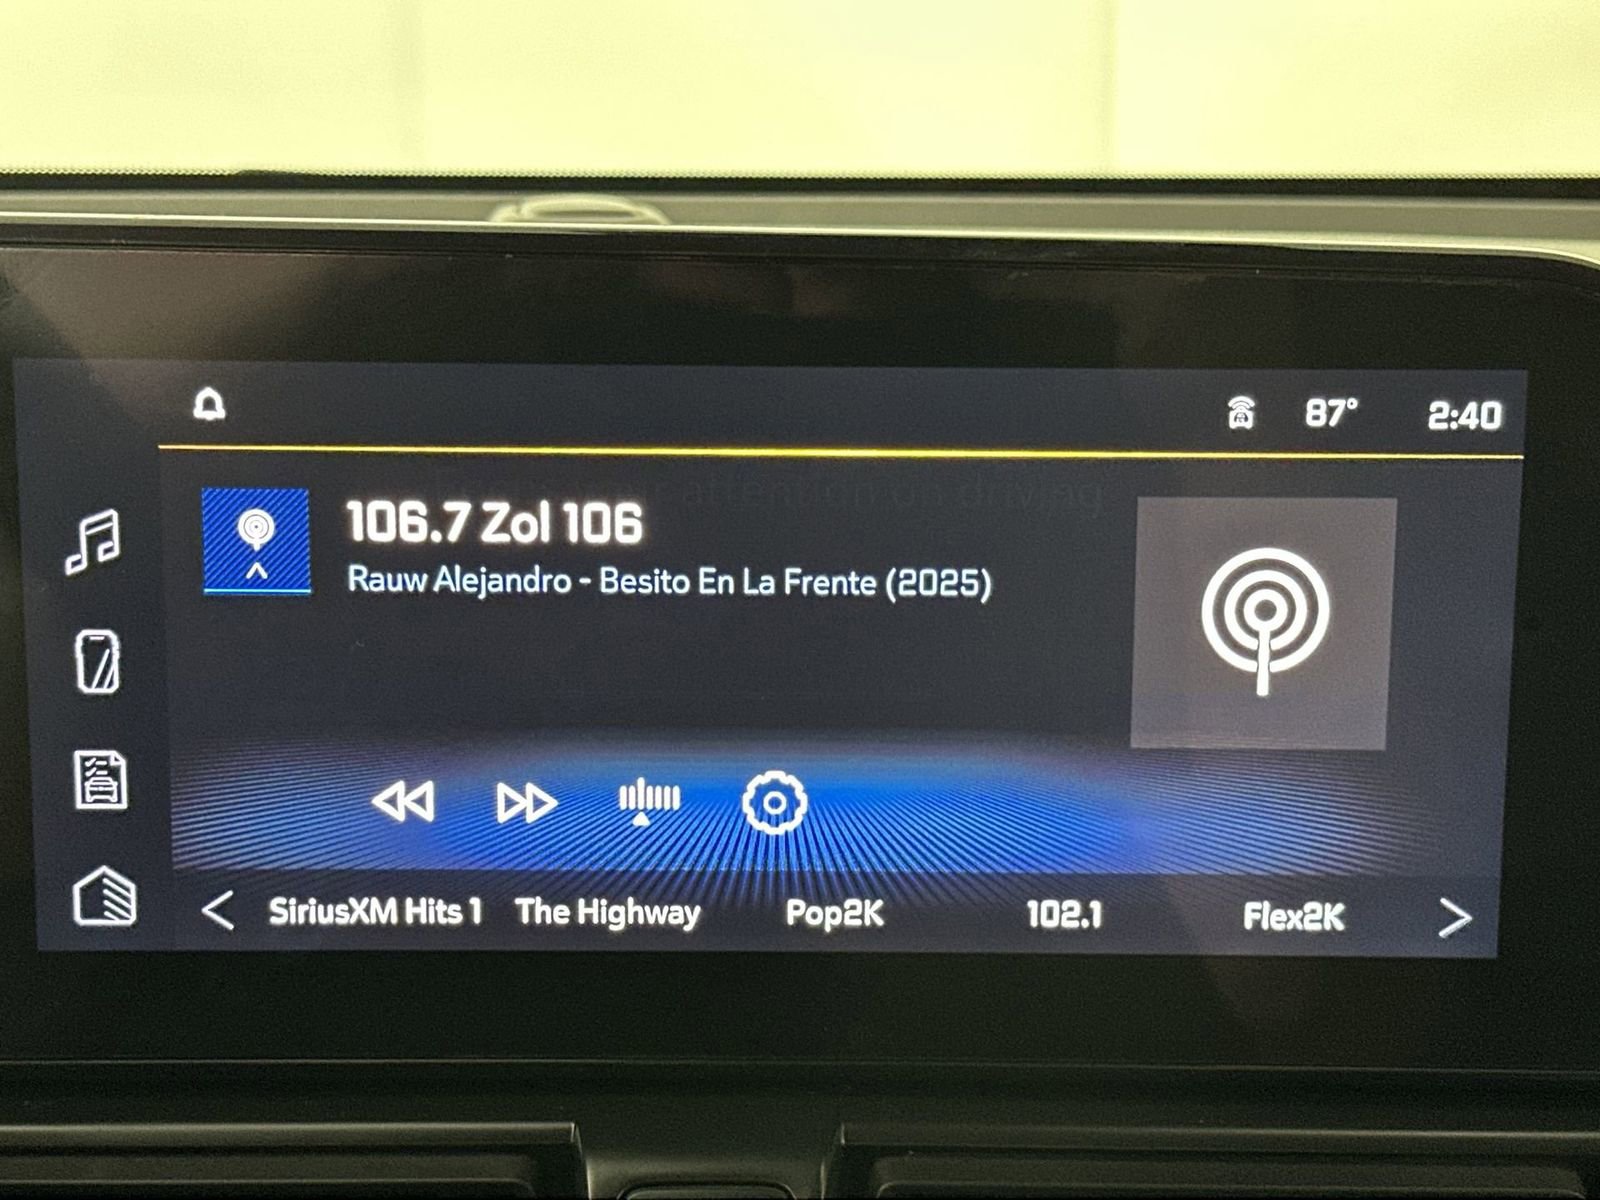 87° 2:40
106.7 Zol 106
Rauw Alejandro - Besito En La Frente (2025)
SiriusXM Hits 1 The Highway Pop2K 102.1 Flex2K